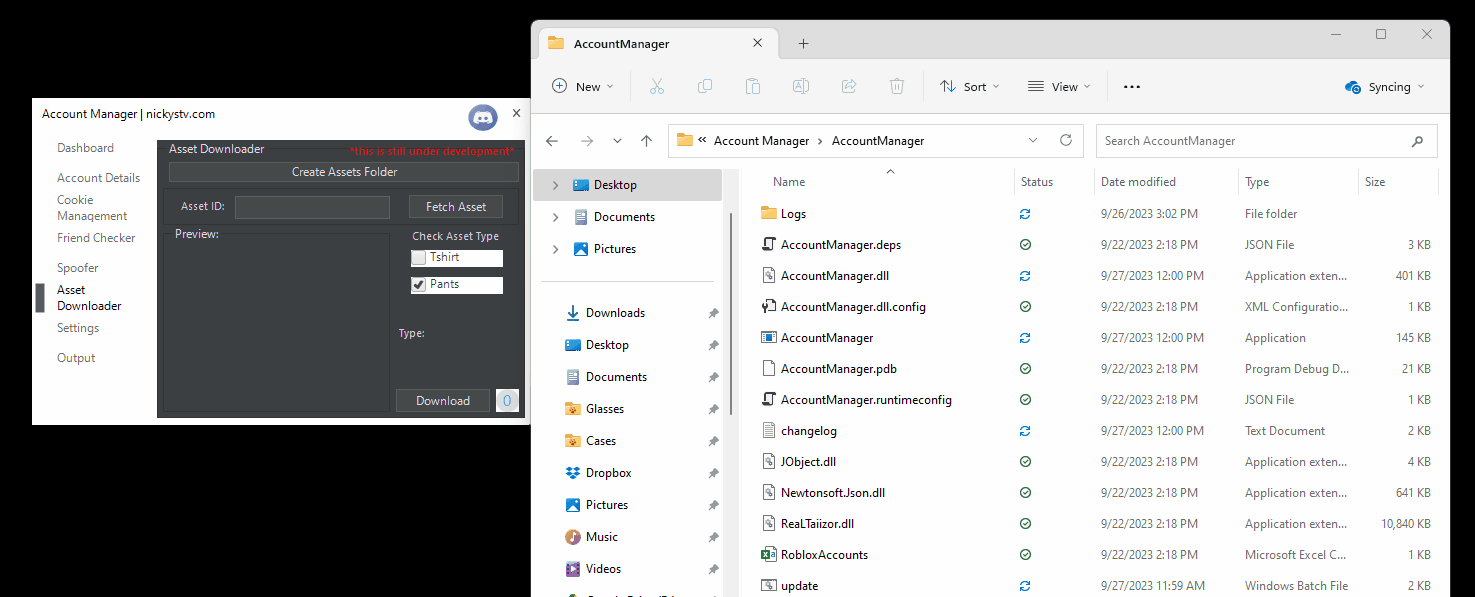 Account Manager | nickystv.com
Dashboard
Account Details
Cookie
Management
Friend Checker
Spoofer
Asset
Downloader
Settings
Output
Asset Downloader
*this is still under development*
Create Assets Folder
Asset ID:
Fetch Asset
Preview:
Check Asset Type
Tshirt
Pants
Type:
Download
0
AccountManager
New
Sort
View
Syncing
« Account Manager › AccountManager
Search AccountManager
Desktop
Documents
Pictures
Downloads
Desktop
Documents
Glasses
Cases
Dropbox
Pictures
Music
Videos
Name Status Date modified Type Size
Logs 9/26/2023 3:02 PM File folder
AccountManager.deps 9/22/2023 2:18 PM JSON File 3 KB
AccountManager.dll 9/27/2023 12:00 PM Application exten... 401 KB
AccountManager.dll.config 9/22/2023 2:18 PM XML Configuratio... 1 KB
AccountManager 9/27/2023 12:00 PM Application 145 KB
AccountManager.pdb 9/22/2023 2:18 PM Program Debug D... 21 KB
AccountManager.runtimeconfig 9/22/2023 2:18 PM JSON File 1 KB
changelog 9/27/2023 12:00 PM Text Document 2 KB
JObject.dll 9/22/2023 2:18 PM Application exten... 4 KB
Newtonsoft.Json.dll 9/22/2023 2:18 PM Application exten... 641 KB
ReaLTaiizor.dll 9/22/2023 2:18 PM Application exten... 10,840 KB
RobloxAccounts 9/22/2023 2:18 PM Microsoft Excel C... 1 KB
update 9/27/2023 11:59 AM Windows Batch File 2 KB